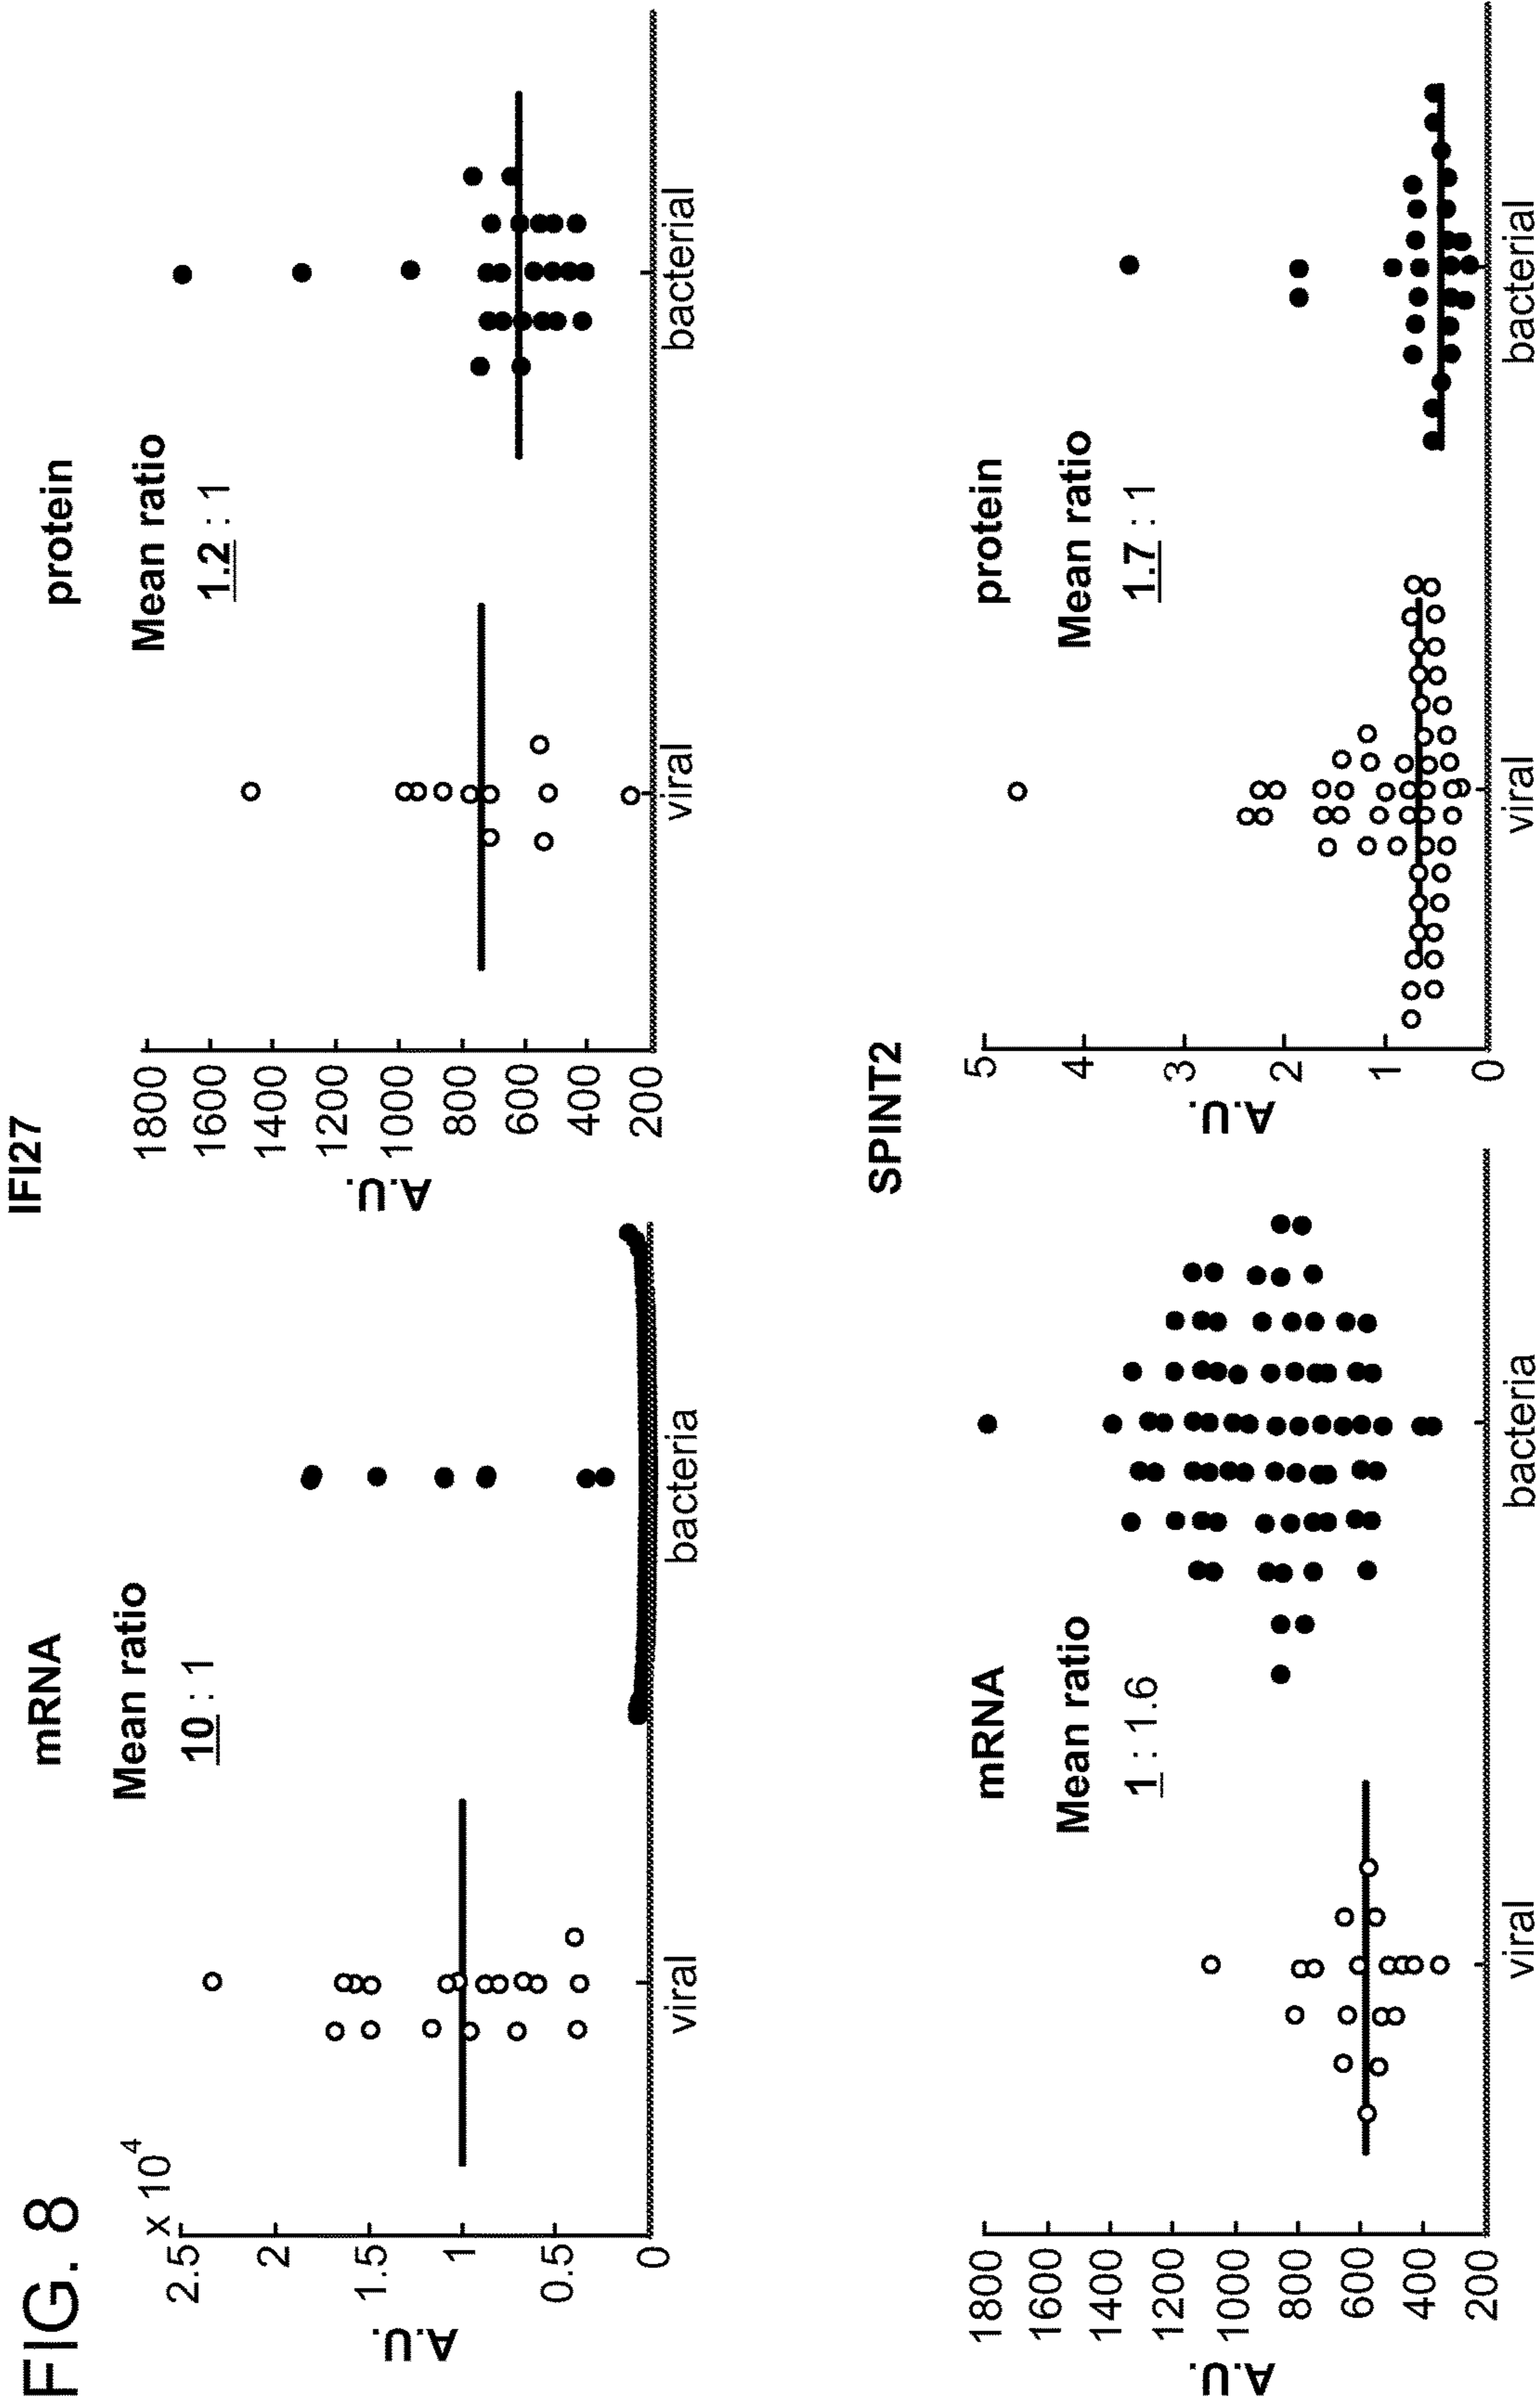 FIG. 8
IFI27
mRNA
Mean ratio
10 : 1
x 10⁴
2.5
2
1.5
1
0.5
0
A.U.
viral
bacteria
protein
Mean ratio
1.2 : 1
1800
1600
1400
1200
1000
800
600
400
200
A.U.
viral
bacterial
SPINT2
mRNA
Mean ratio
1 : 1.6
1800
1600
1400
1200
1000
800
600
400
200
A.U.
viral
bacteria
protein
Mean ratio
1.7 : 1
5
4
3
2
1
0
A.U.
viral
bacterial